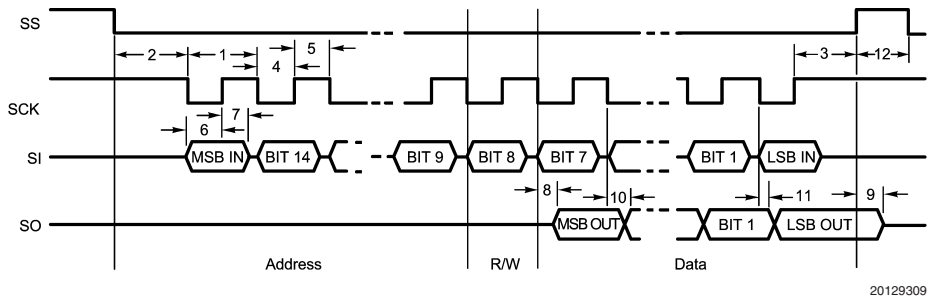 SS
2
1
5
4
3
12
SCK
6
7
SI
MSB IN
BIT 14
BIT 9
BIT 8
BIT 7
BIT 1
LSB IN
8
10
11
9
SO
MSB OUT
BIT 1
LSB OUT
Address
R/W
Data
20129309